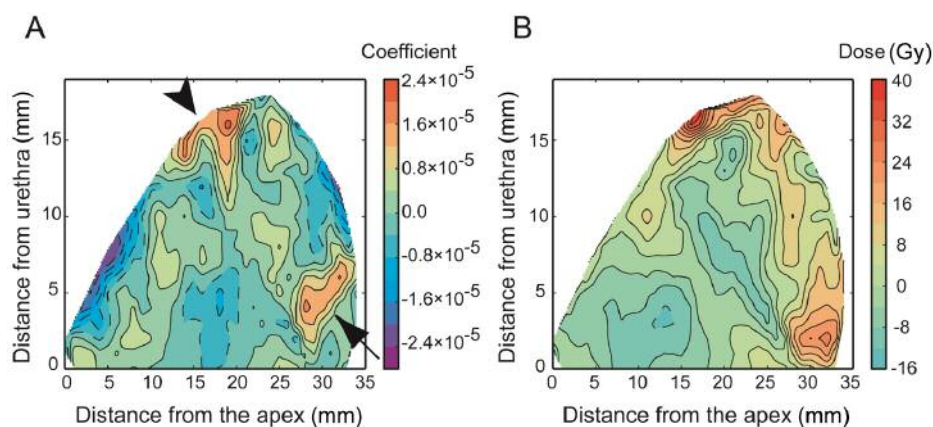 A
B
Coefficient
Dose (Gy)
Distance from urethra (mm)
15
10
5
0
0 5 10 15 20 25 30 35
Distance from the apex (mm)
2.4×10⁻⁵
1.6×10⁻⁵
0.8×10⁻⁵
0.0
-0.8×10⁻⁵
-1.6×10⁻⁵
-2.4×10⁻⁵
Distance from urethra (mm)
15
10
5
0
0 5 10 15 20 25 30 35
Distance from the apex (mm)
40
32
24
16
8
0
-8
-16